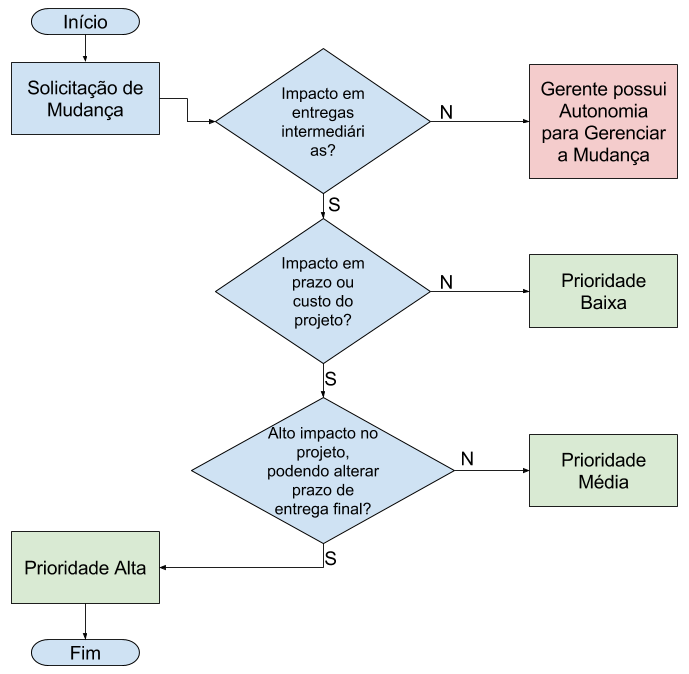 Início
Solicitação de
Mudança
Impacto em
entregas
intermediári
as?
N
Gerente possui
Autonomia
para Gerenciar
a Mudança
S
Impacto em
prazo ou
custo do
projeto?
N
Prioridade
Baixa
S
Alto impacto no
projeto,
podendo alterar
prazo de
entrega final?
N
Prioridade
Média
S
Prioridade Alta
Fim